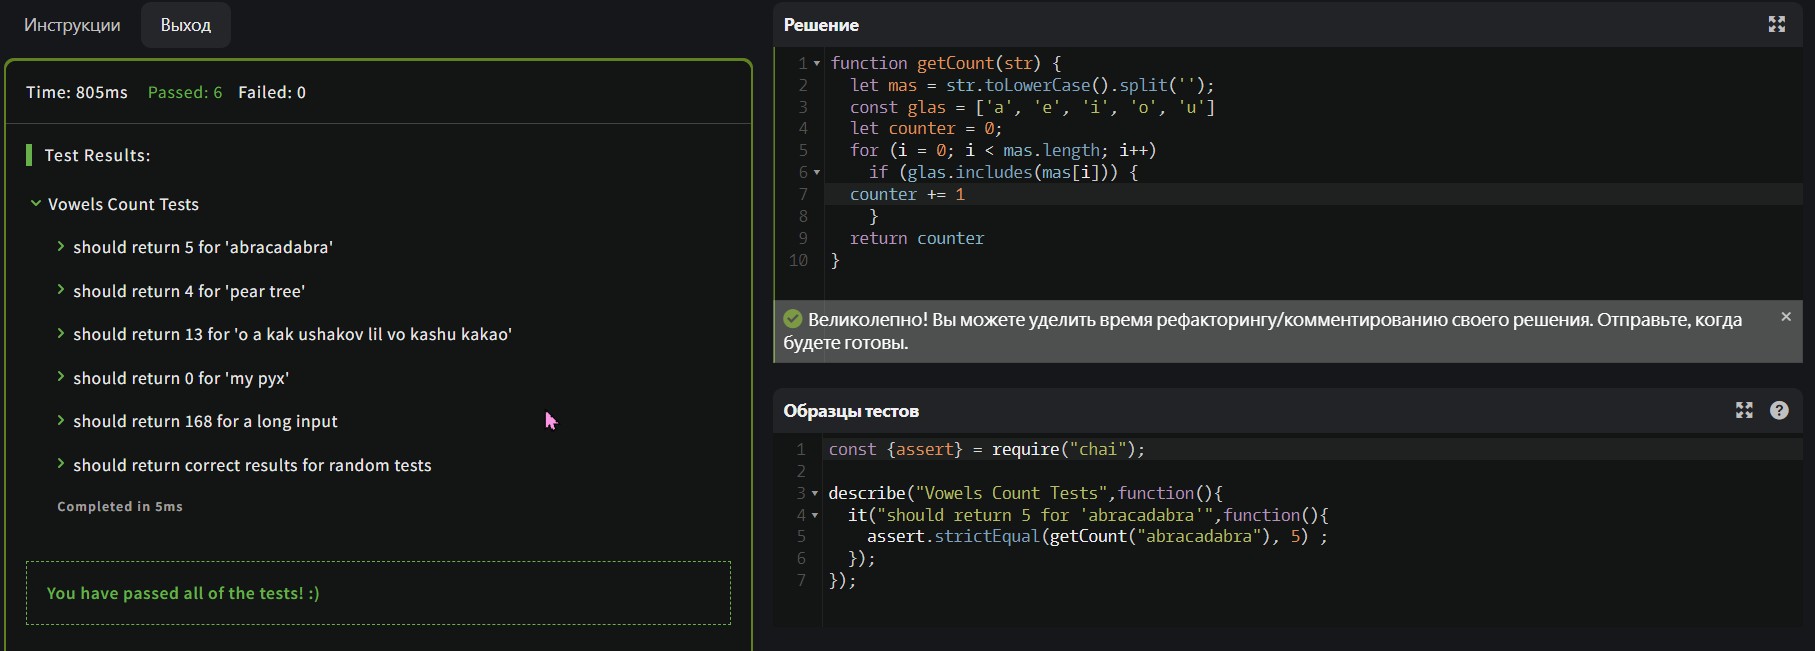 Инструкции
Выход
Time: 805ms Passed: 6 Failed: 0
Test Results:
Vowels Count Tests
should return 5 for 'abracadabra'
should return 4 for 'pear tree'
should return 13 for 'o a kak ushakov lil vo kashu kakao'
should return 0 for 'my pyx'
should return 168 for a long input
should return correct results for random tests
Completed in 5ms
You have passed all of the tests! :)
Решение
1 function getCount(str) {
2 let mas = str.toLowerCase().split('');
3 const glas = ['a', 'e', 'i', 'o', 'u']
4 let counter = 0;
5 for (i = 0; i < mas.length; i++)
6 if (glas.includes(mas[i])) {
7 counter += 1
8 }
9 return counter
10 }
Великолепно! Вы можете уделить время рефакторингу/комментированию своего решения. Отправьте, когда
будете готовы.
Образцы тестов
1 const {assert} = require("chai");
2
3 describe("Vowels Count Tests",function(){
4 it("should return 5 for 'abracadabra'",function(){
5 assert.strictEqual(getCount("abracadabra"), 5) ;
6 });
7 });